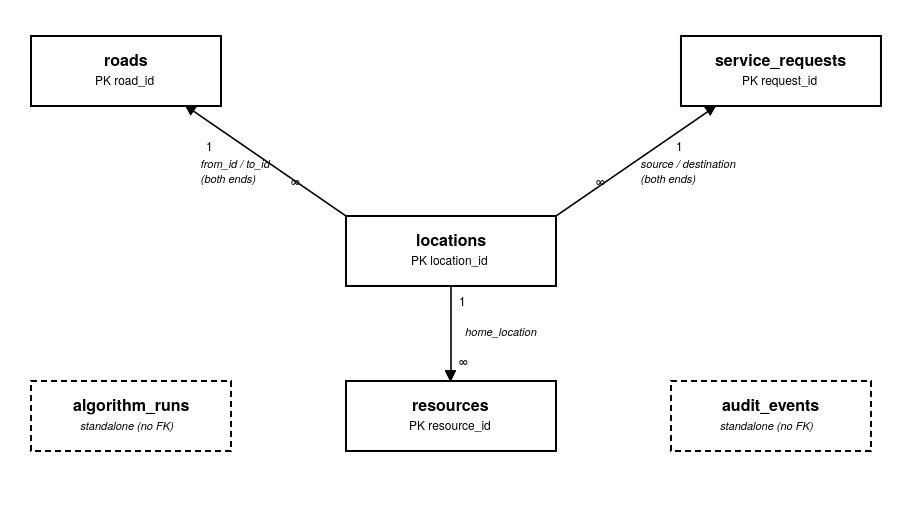 roads
PK road_id
service_requests
PK request_id
1
from_id / to_id
(both ends)
∞
1
source / destination
(both ends)
∞
locations
PK location_id
1
home_location
∞
algorithm_runs
standalone (no FK)
resources
PK resource_id
audit_events
standalone (no FK)